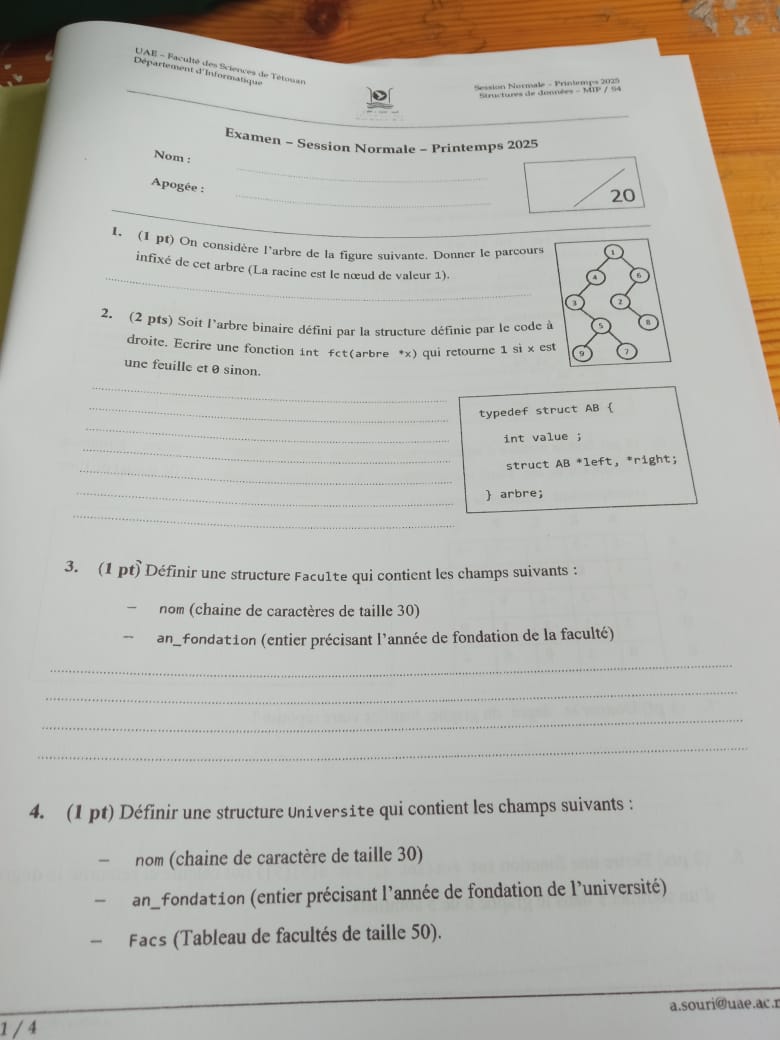 UAE – Faculté des Sciences de Tétouan
Département d'Informatique
Session Normale – Printemps 2025
Structures de données – MIP / S4
Examen – Session Normale – Printemps 2025
Nom :
Apogée :
20
1. (1 pt) On considère l'arbre de la figure suivante. Donner le parcours
infixé de cet arbre (La racine est le nœud de valeur 1).
1
4
6
3
2
5
8
9
7
2. (2 pts) Soit l'arbre binaire défini par la structure définie par le code à
droite. Ecrire une fonction int fct(arbre *x) qui retourne 1 si x est
une feuille et 0 sinon.
typedef struct AB {
int value ;
struct AB *left, *right;
} arbre;
3. (1 pt) Définir une structure Faculte qui contient les champs suivants :
– nom (chaine de caractères de taille 30)
– an_fondation (entier précisant l'année de fondation de la faculté)
4. (1 pt) Définir une structure Universite qui contient les champs suivants :
– nom (chaine de caractère de taille 30)
– an_fondation (entier précisant l'année de fondation de l'université)
– Facs (Tableau de facultés de taille 50).
a.souri@uae.ac.
1 / 4